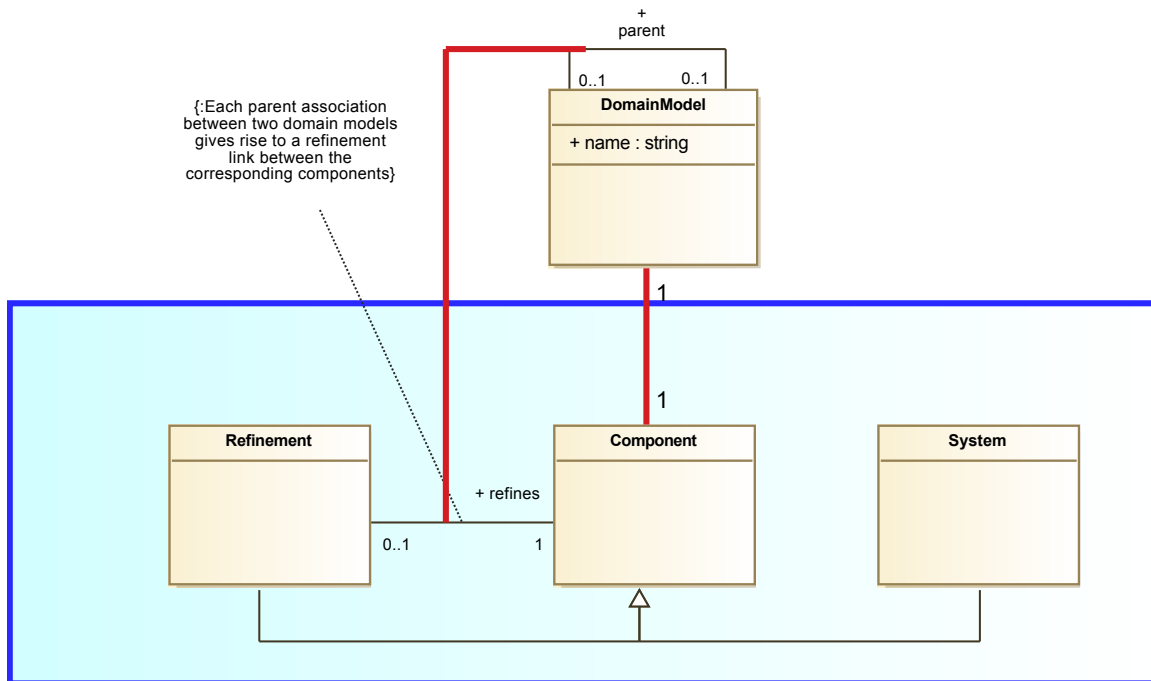 +
parent
0..1
0..1
DomainModel
+ name : string
{:Each parent association
between two domain models
gives rise to a refinement
link between the
corresponding components}
1
1
Refinement
Component
System
+ refines
0..1
1